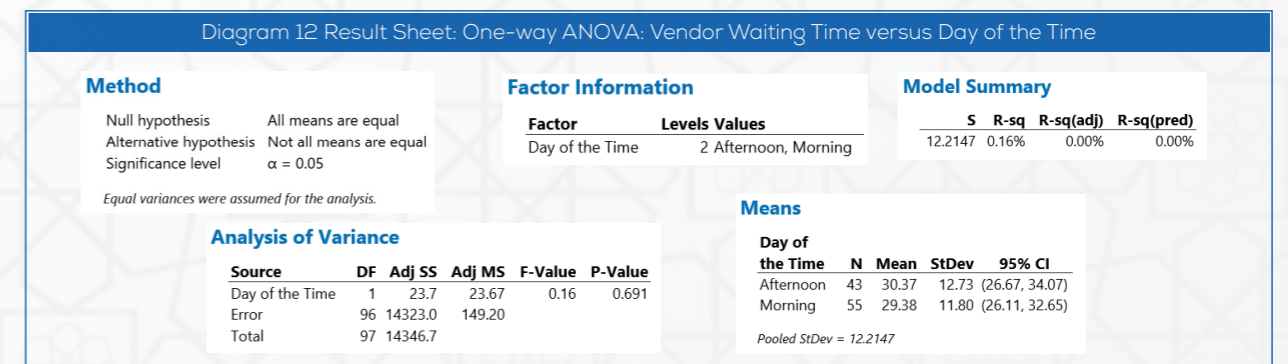 Diagram 12 Result Sheet: One-way ANOVA: Vendor Waiting Time versus Day of the Time
Method
Null hypothesis All means are equal
Alternative hypothesis Not all means are equal
Significance level α = 0.05
Equal variances were assumed for the analysis.
Factor Information
Factor Levels Values
Day of the Time 2 Afternoon, Morning
Model Summary
S R-sq R-sq(adj) R-sq(pred)
12.2147 0.16% 0.00% 0.00%
Analysis of Variance
Source DF Adj SS Adj MS F-Value P-Value
Day of the Time 1 23.7 23.67 0.16 0.691
Error 96 14323.0 149.20
Total 97 14346.7
Means
Day of
the Time N Mean StDev 95% CI
Afternoon 43 30.37 12.73 (26.67, 34.07)
Morning 55 29.38 11.80 (26.11, 32.65)
Pooled StDev = 12.2147